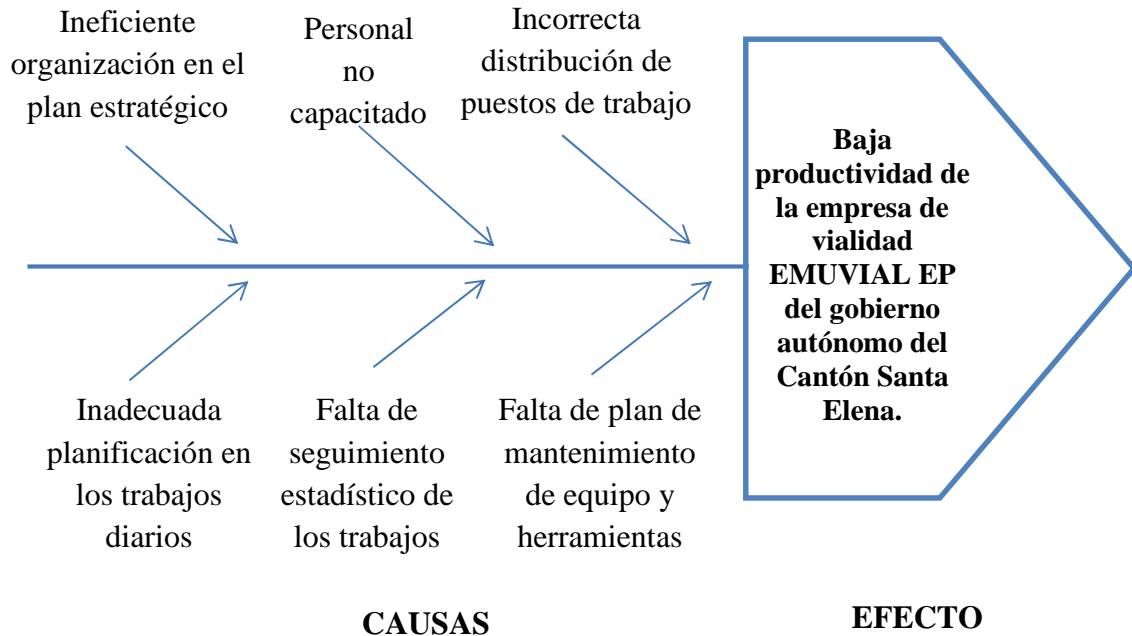 Ineficiente
organización en el
plan estratégico
Personal
no
capacitado
Incorrecta
distribución de
puestos de trabajo
Baja
productividad de
la empresa de
vialidad
EMUVIAL EP
del gobierno
autónomo del
Cantón Santa
Elena.
Inadecuada
planificación en
los trabajos
diarios
Falta de
seguimiento
estadístico de
los trabajos
Falta de plan de
mantenimiento
de equipo y
herramientas
CAUSAS
EFECTO